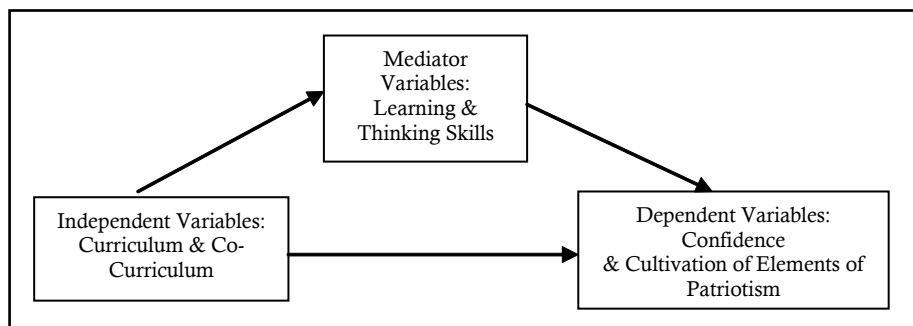 Mediator
Variables:
Learning &
Thinking Skills
Independent Variables:
Curriculum & Co-
Curriculum
Dependent Variables:
Confidence
& Cultivation of Elements of
Patriotism